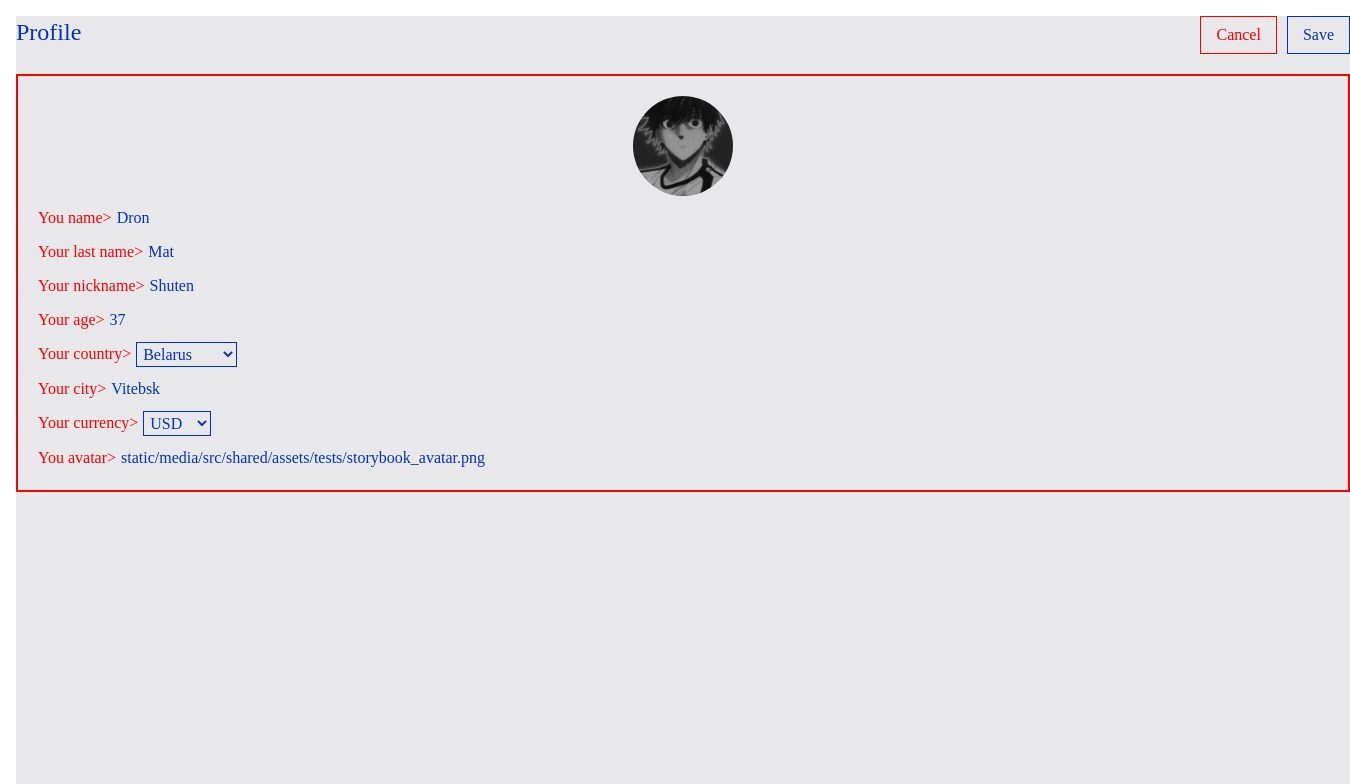 Profile
Cancel
Save
You name> Dron
Your last name> Mat
Your nickname> Shuten
Your age> 37
Your country> Belarus
Your city> Vitebsk
Your currency> USD
You avatar> static/media/src/shared/assets/tests/storybook_avatar.png